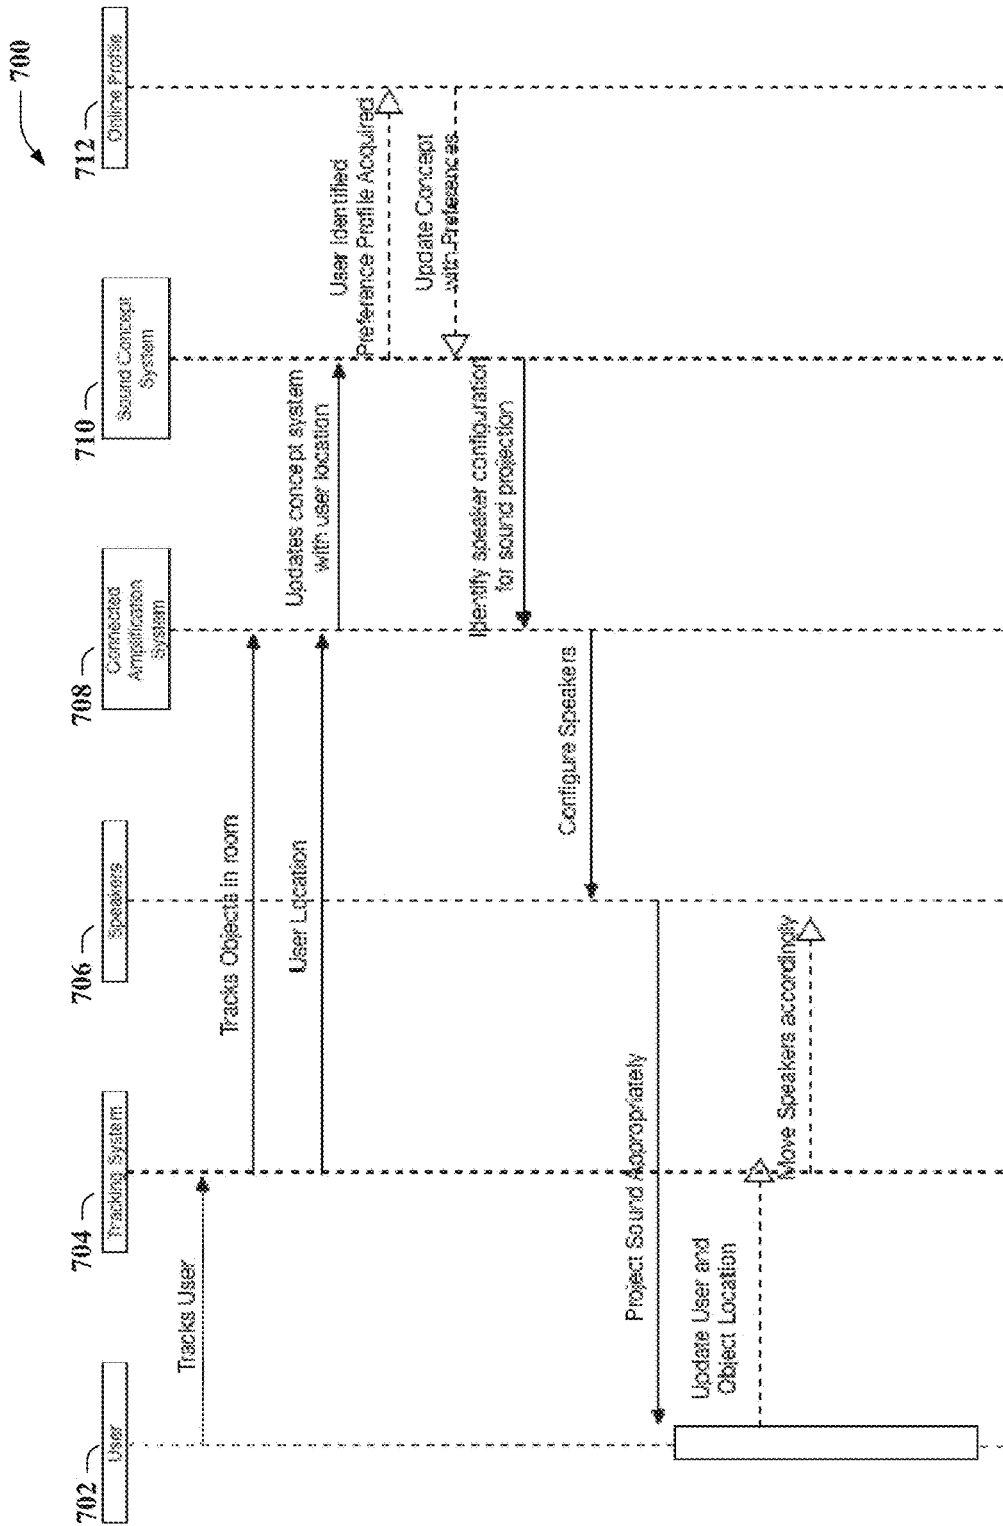 700
702
User
704
Tracking System
706
Speakers
708
Connected
Amplification
System
710
Sound Concept
System
712
Online Profile
Tracks User
Tracks Objects in room
User Location
Updates concept system
with user location
User Identified
Preference Profile Acquired
Update Concept
with Preferences
Identify speaker configuration
for sound projection
Configure Speakers
Project Sound Appropriately
Update User and
Object Location
Move Speakers accordingly